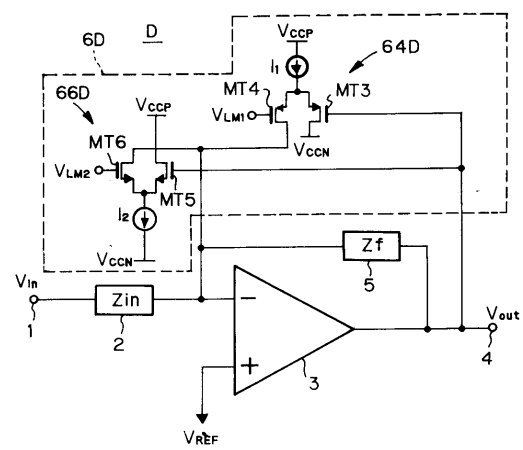 6D
D
VCCP
I1
64D
MT4
MT3
66D
VCCP
VLM1
MT6
VCCN
VLM2
MT5
I2
VCCN
Zf
5
Vin
Zin
Vout
1
2
−
+
3
4
VREF